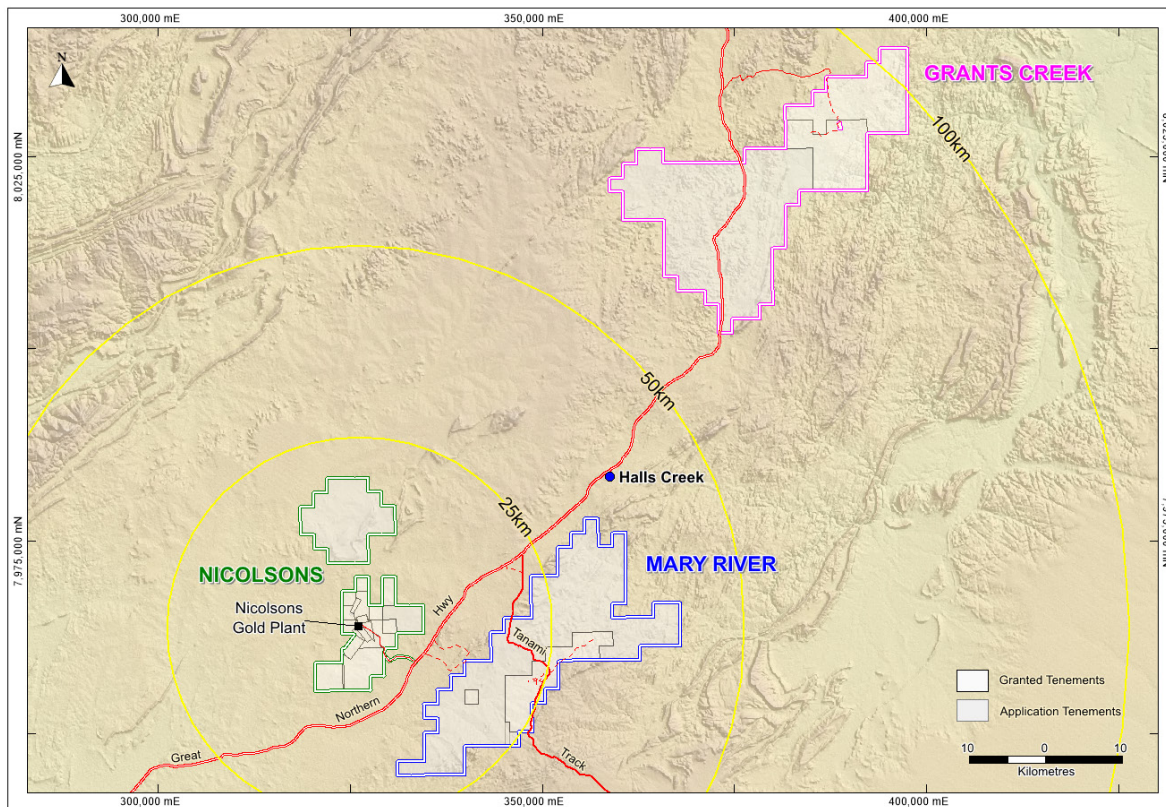 300,000 mE
350,000 mE
400,000 mE
N
GRANTS CREEK
100km
8,025,000 mN
50km
Halls Creek
25km
7,975,000 mN
MARY RIVER
NICOLSONS
Nicolsons
Gold Plant
Hwy
Tanami
Northern
Great
Track
Granted Tenements
Application Tenements
10
0
10
Kilometres
300,000 mE
350,000 mE
400,000 mE